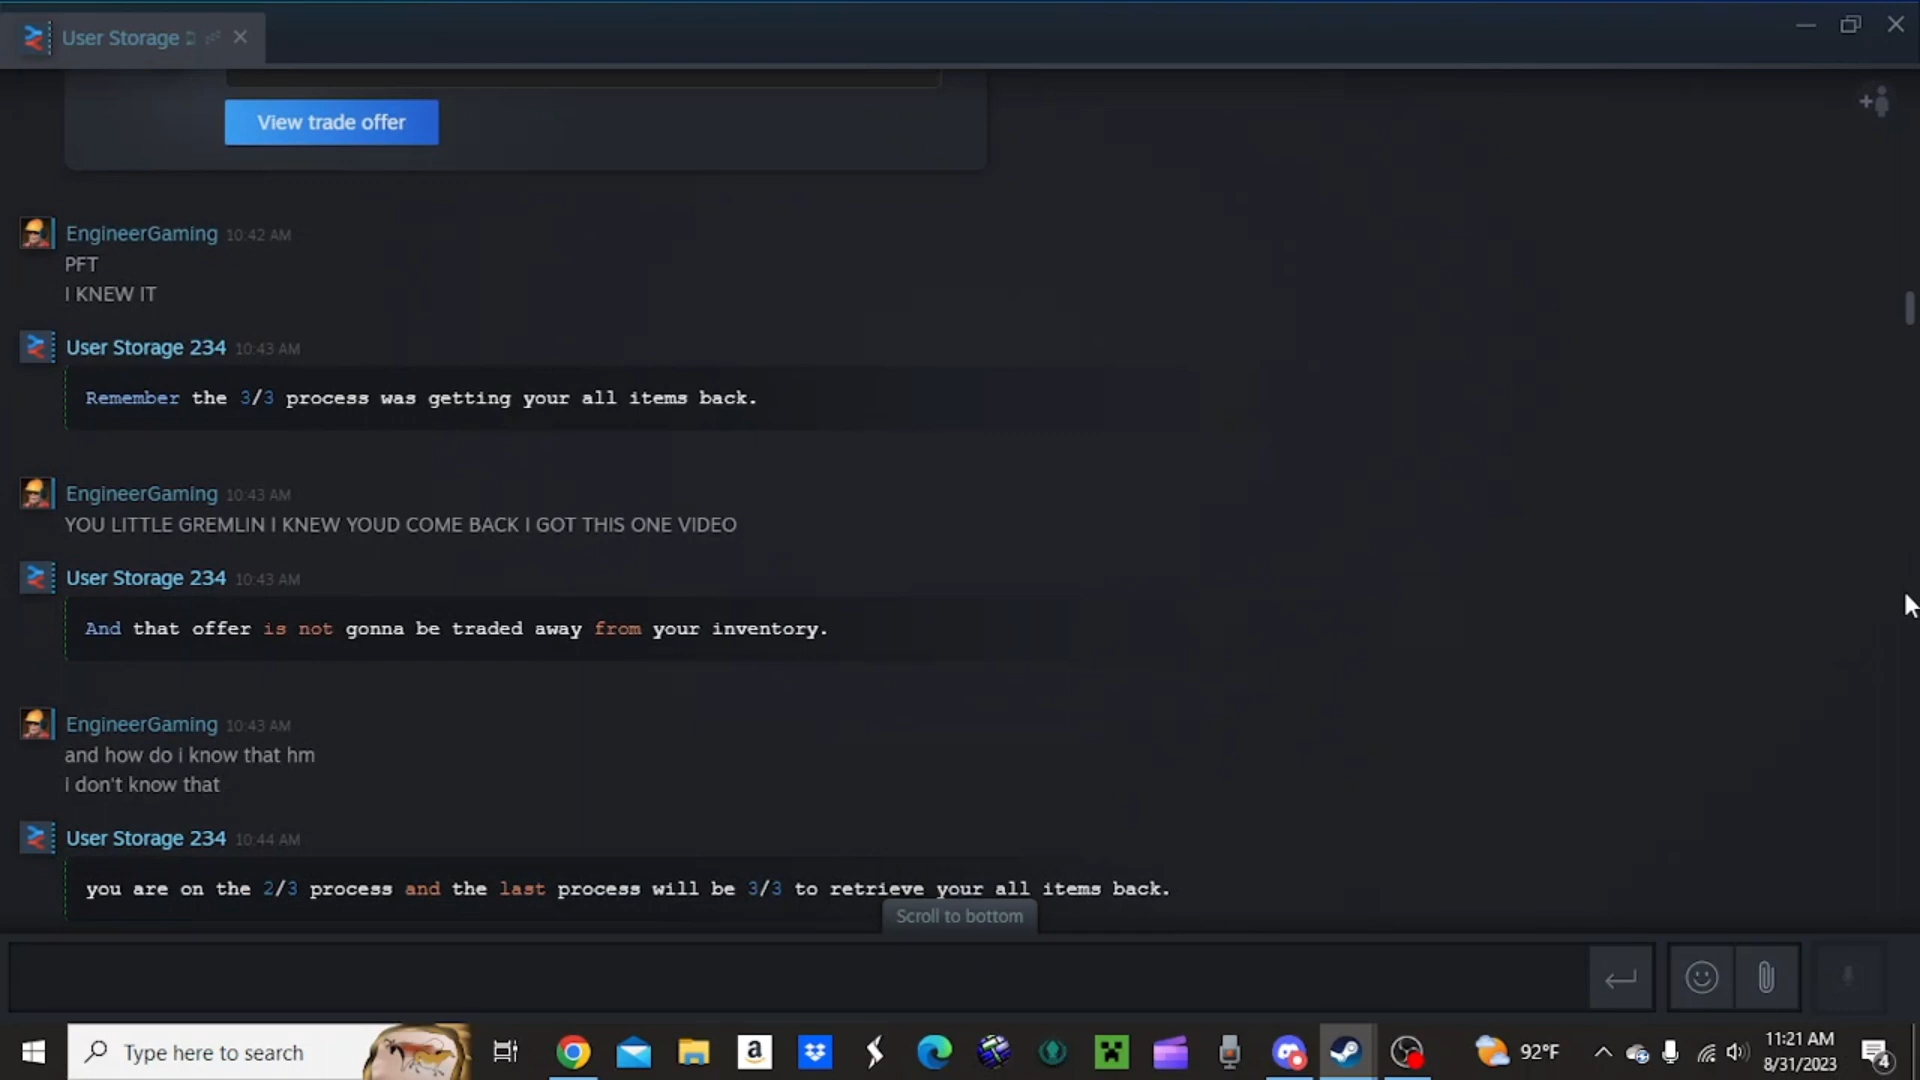 User Storage 2
View trade offer
EngineerGaming 10:42 AM
PFT
I KNEW IT
User Storage 234 10:43 AM
Remember the 3/3 process was getting your all items back.
EngineerGaming 10:43 AM
YOU LITTLE GREMLIN I KNEW YOUD COME BACK I GOT THIS ONE VIDEO
User Storage 234 10:43 AM
And that offer is not gonna be traded away from your inventory.
EngineerGaming 10:43 AM
and how do i know that hm
i don't know that
User Storage 234 10:44 AM
you are on the 2/3 process and the last process will be 3/3 to retrieve your all items back.
Scroll to bottom
Type here to search
92°F
11:21 AM
8/31/2023
4